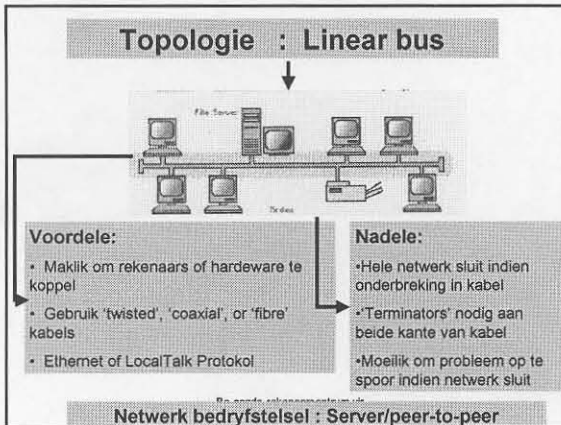 Topologie : Linear bus
File Server
Voordele:
• Maklik om rekenaars of hardeware te
koppel
• Gebruik 'twisted', 'coaxial', or 'fibre'
kabels
• Ethernet of LocalTalk Protokol
Nadele:
•Hele netwerk sluit indien
onderbreking in kabel
•'Terminators' nodig aan
beide kante van kabel
•Moeilik om probleem op te
spoor indien netwerk sluit
Netwerk bedryfstelsel : Server/peer-to-peer